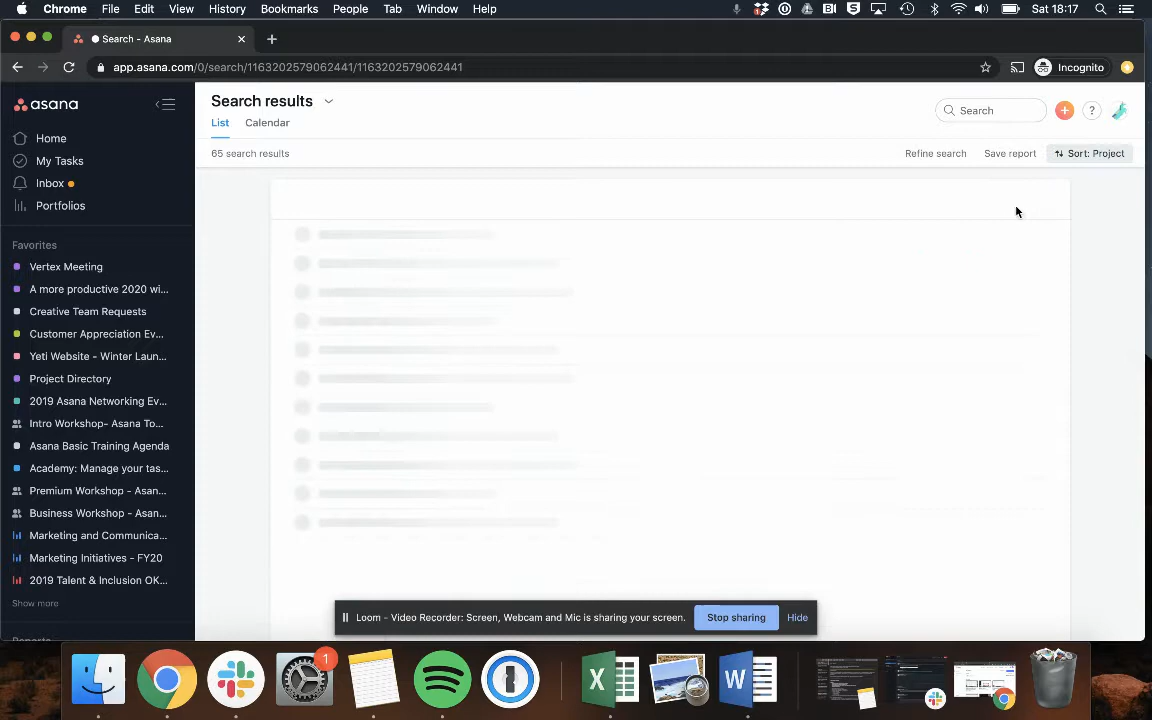 Chrome File Edit View History Bookmarks People Tab Window Help Sat 18:17
Search - Asana
app.asana.com/0/search/1163202579062441/1163202579062441 Incognito
asana
Home
My Tasks
Inbox
Portfolios
Favorites
Vertex Meeting
A more productive 2020 wi...
Creative Team Requests
Customer Appreciation Ev...
Yeti Website - Winter Laun...
Project Directory
2019 Asana Networking Ev...
Intro Workshop- Asana To...
Asana Basic Training Agenda
Academy: Manage your tas...
Premium Workshop - Asan...
Business Workshop - Asan...
Marketing and Communica...
Marketing Initiatives - FY20
2019 Talent & Inclusion OK...
Show more
Reports
Search results
List Calendar
65 search results
Search
Refine search Save report Sort: Project
Loom - Video Recorder: Screen, Webcam and Mic is sharing your screen. Stop sharing Hide
1